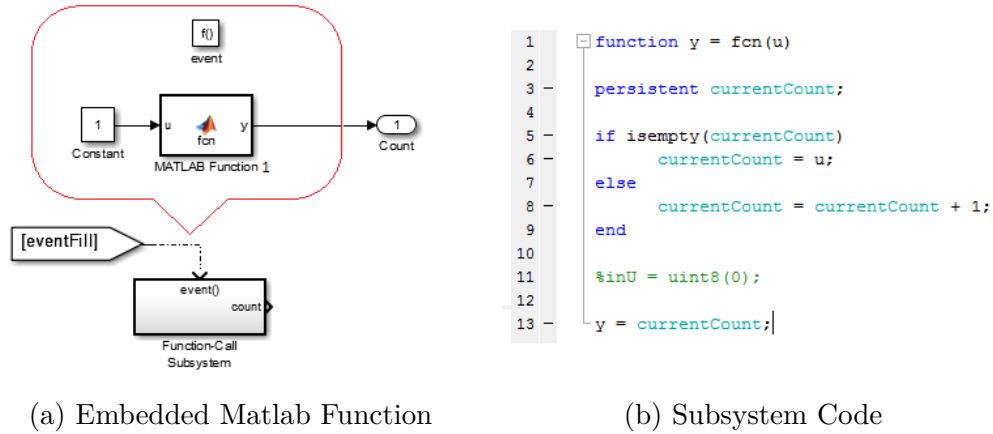 f()
event
1
Constant
u
fcn
y
MATLAB Function 1
1
Count
[eventFill]
event()
count
Function-Call
Subsystem
(a) Embedded Matlab Function
1 function y = fcn(u)
2
3 – persistent currentCount;
4
5 – if isempty(currentCount)
6 – currentCount = u;
7 else
8 – currentCount = currentCount + 1;
9 end
10
11 %inU = uint8(0);
12
13 – y = currentCount;
(b) Subsystem Code